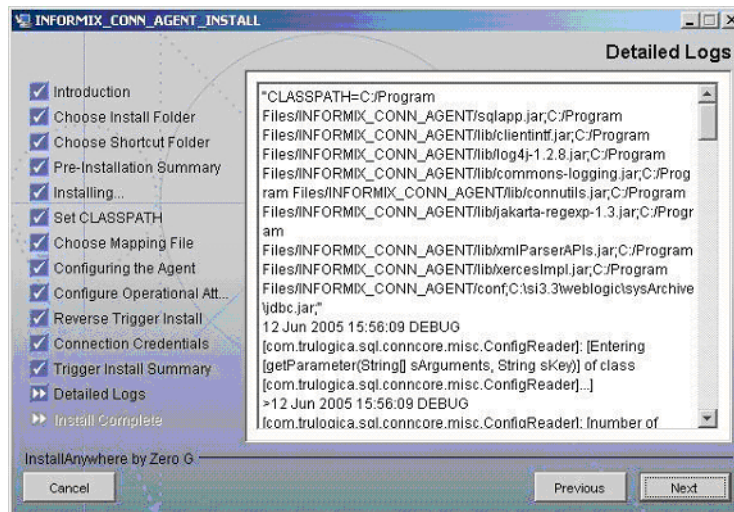 INFORMIX_CONN_AGENT_INSTALL
Detailed Logs
Introduction
Choose Install Folder
Choose Shortcut Folder
Pre-Installation Summary
Installing...
Set CLASSPATH
Choose Mapping File
Configuring the Agent
Configure Operational Att...
Reverse Trigger Install
Connection Credentials
Trigger Install Summary
Detailed Logs
Install Complete
"CLASSPATH=C:/Program
Files/INFORMIX_CONN_AGENT/sqlapp.jar;C:/Program
Files/INFORMIX_CONN_AGENT/lib/clientintf.jar;C:/Program
Files/INFORMIX_CONN_AGENT/lib/log4j-1.2.8.jar;C:/Program
Files/INFORMIX_CONN_AGENT/lib/commons-logging.jar;C:/Prog
ram Files/INFORMIX_CONN_AGENT/lib/connutils.jar;C:/Program
Files/INFORMIX_CONN_AGENT/lib/jakarta-regexp-1.3.jar;C:/Progr
am
Files/INFORMIX_CONN_AGENT/lib/xmlParserAPIs.jar;C:/Program
Files/INFORMIX_CONN_AGENT/lib/xercesImpl.jar;C:/Program
Files/INFORMIX_CONN_AGENT/conf;C:\si3.3\weblogic\sysArchive
\jdbc.jar;"
12 Jun 2005 15:56:09 DEBUG
[com.trulogica.sql.conncore.misc.ConfigReader]: [Entering
[getParameter(String[] sArguments, String sKey)] of class
[com.trulogica.sql.conncore.misc.ConfigReader]...]
>12 Jun 2005 15:56:09 DEBUG
[com.trulogica.sql.conncore.misc.ConfigReader]: [number of
InstallAnywhere by Zero G
Cancel
Previous
Next